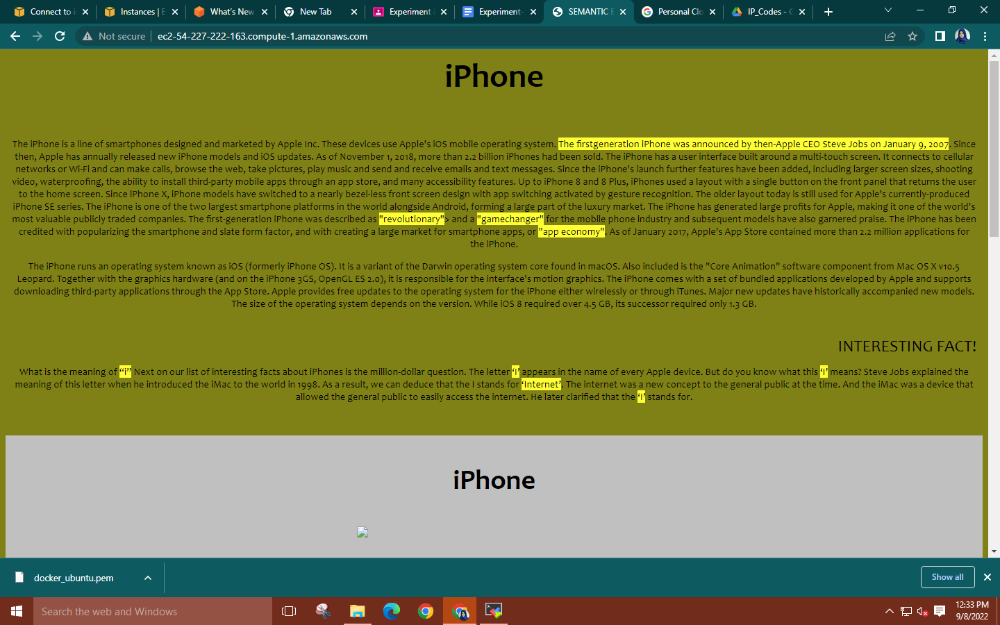 Connect to i
Instances | E
What's New
New Tab
Experiment
Experiment-
SEMANTIC E
Personal Clo
IP_Codes - G
Not secure
ec2-54-227-222-163.compute-1.amazonaws.com
iPhone
The iPhone is a line of smartphones designed and marketed by Apple Inc. These devices use Apple's iOS mobile operating system. The firstgeneration iPhone was announced by then-Apple CEO Steve Jobs on January 9, 2007. Since
then, Apple has annually released new iPhone models and iOS updates. As of November 1, 2018, more than 2.2 billion iPhones had been sold. The iPhone has a user interface built around a multi-touch screen. It connects to cellular
networks or Wi-Fi and can make calls, browse the web, take pictures, play music and send and receive emails and text messages. Since the iPhone's launch further features have been added, including larger screen sizes, shooting
video, waterproofing, the ability to install third-party mobile apps through an app store, and many accessibility features. Up to iPhone 8 and 8 Plus, iPhones used a layout with a single button on the front panel that returns the user
to the home screen. Since iPhone X, iPhone models have switched to a nearly bezel-less front screen design with app switching activated by gesture recognition. The older layout today is still used for Apple's currently-produced
iPhone SE series. The iPhone is one of the two largest smartphone platforms in the world alongside Android, forming a large part of the luxury market. The iPhone has generated large profits for Apple, making it one of the world's
most valuable publicly traded companies. The first-generation iPhone was described as "revolutionary"> and a "gamechanger" for the mobile phone industry and subsequent models have also garnered praise. The iPhone has been
credited with popularizing the smartphone and slate form factor, and with creating a large market for smartphone apps, or "app economy". As of January 2017, Apple's App Store contained more than 2.2 million applications for
the iPhone.
The iPhone runs an operating system known as iOS (formerly iPhone OS). It is a variant of the Darwin operating system core found in macOS. Also included is the "Core Animation" software component from Mac OS X v10.5
Leopard. Together with the graphics hardware (and on the iPhone 3GS, OpenGL ES 2.0), it is responsible for the interface's motion graphics. The iPhone comes with a set of bundled applications developed by Apple and supports
downloading third-party applications through the App Store. Apple provides free updates to the operating system for the iPhone either wirelessly or through iTunes. Major new updates have historically accompanied new models.
The size of the operating system depends on the version. While iOS 8 required over 4.5 GB, its successor required only 1.3 GB.
INTERESTING FACT!
What is the meaning of “i” Next on our list of interesting facts about iPhones is the million-dollar question. The letter ‘I’ appears in the name of every Apple device. But do you know what this ‘I’ means? Steve Jobs explained the
meaning of this letter when he introduced the iMac to the world in 1998. As a result, we can deduce that the I stands for ‘Internet’. The internet was a new concept to the general public at the time. And the iMac was a device that
allowed the general public to easily access the internet. He later clarified that the ‘I’ stands for.
iPhone
docker_ubuntu.pem
Show all
Search the web and Windows
12:33 PM
9/8/2022